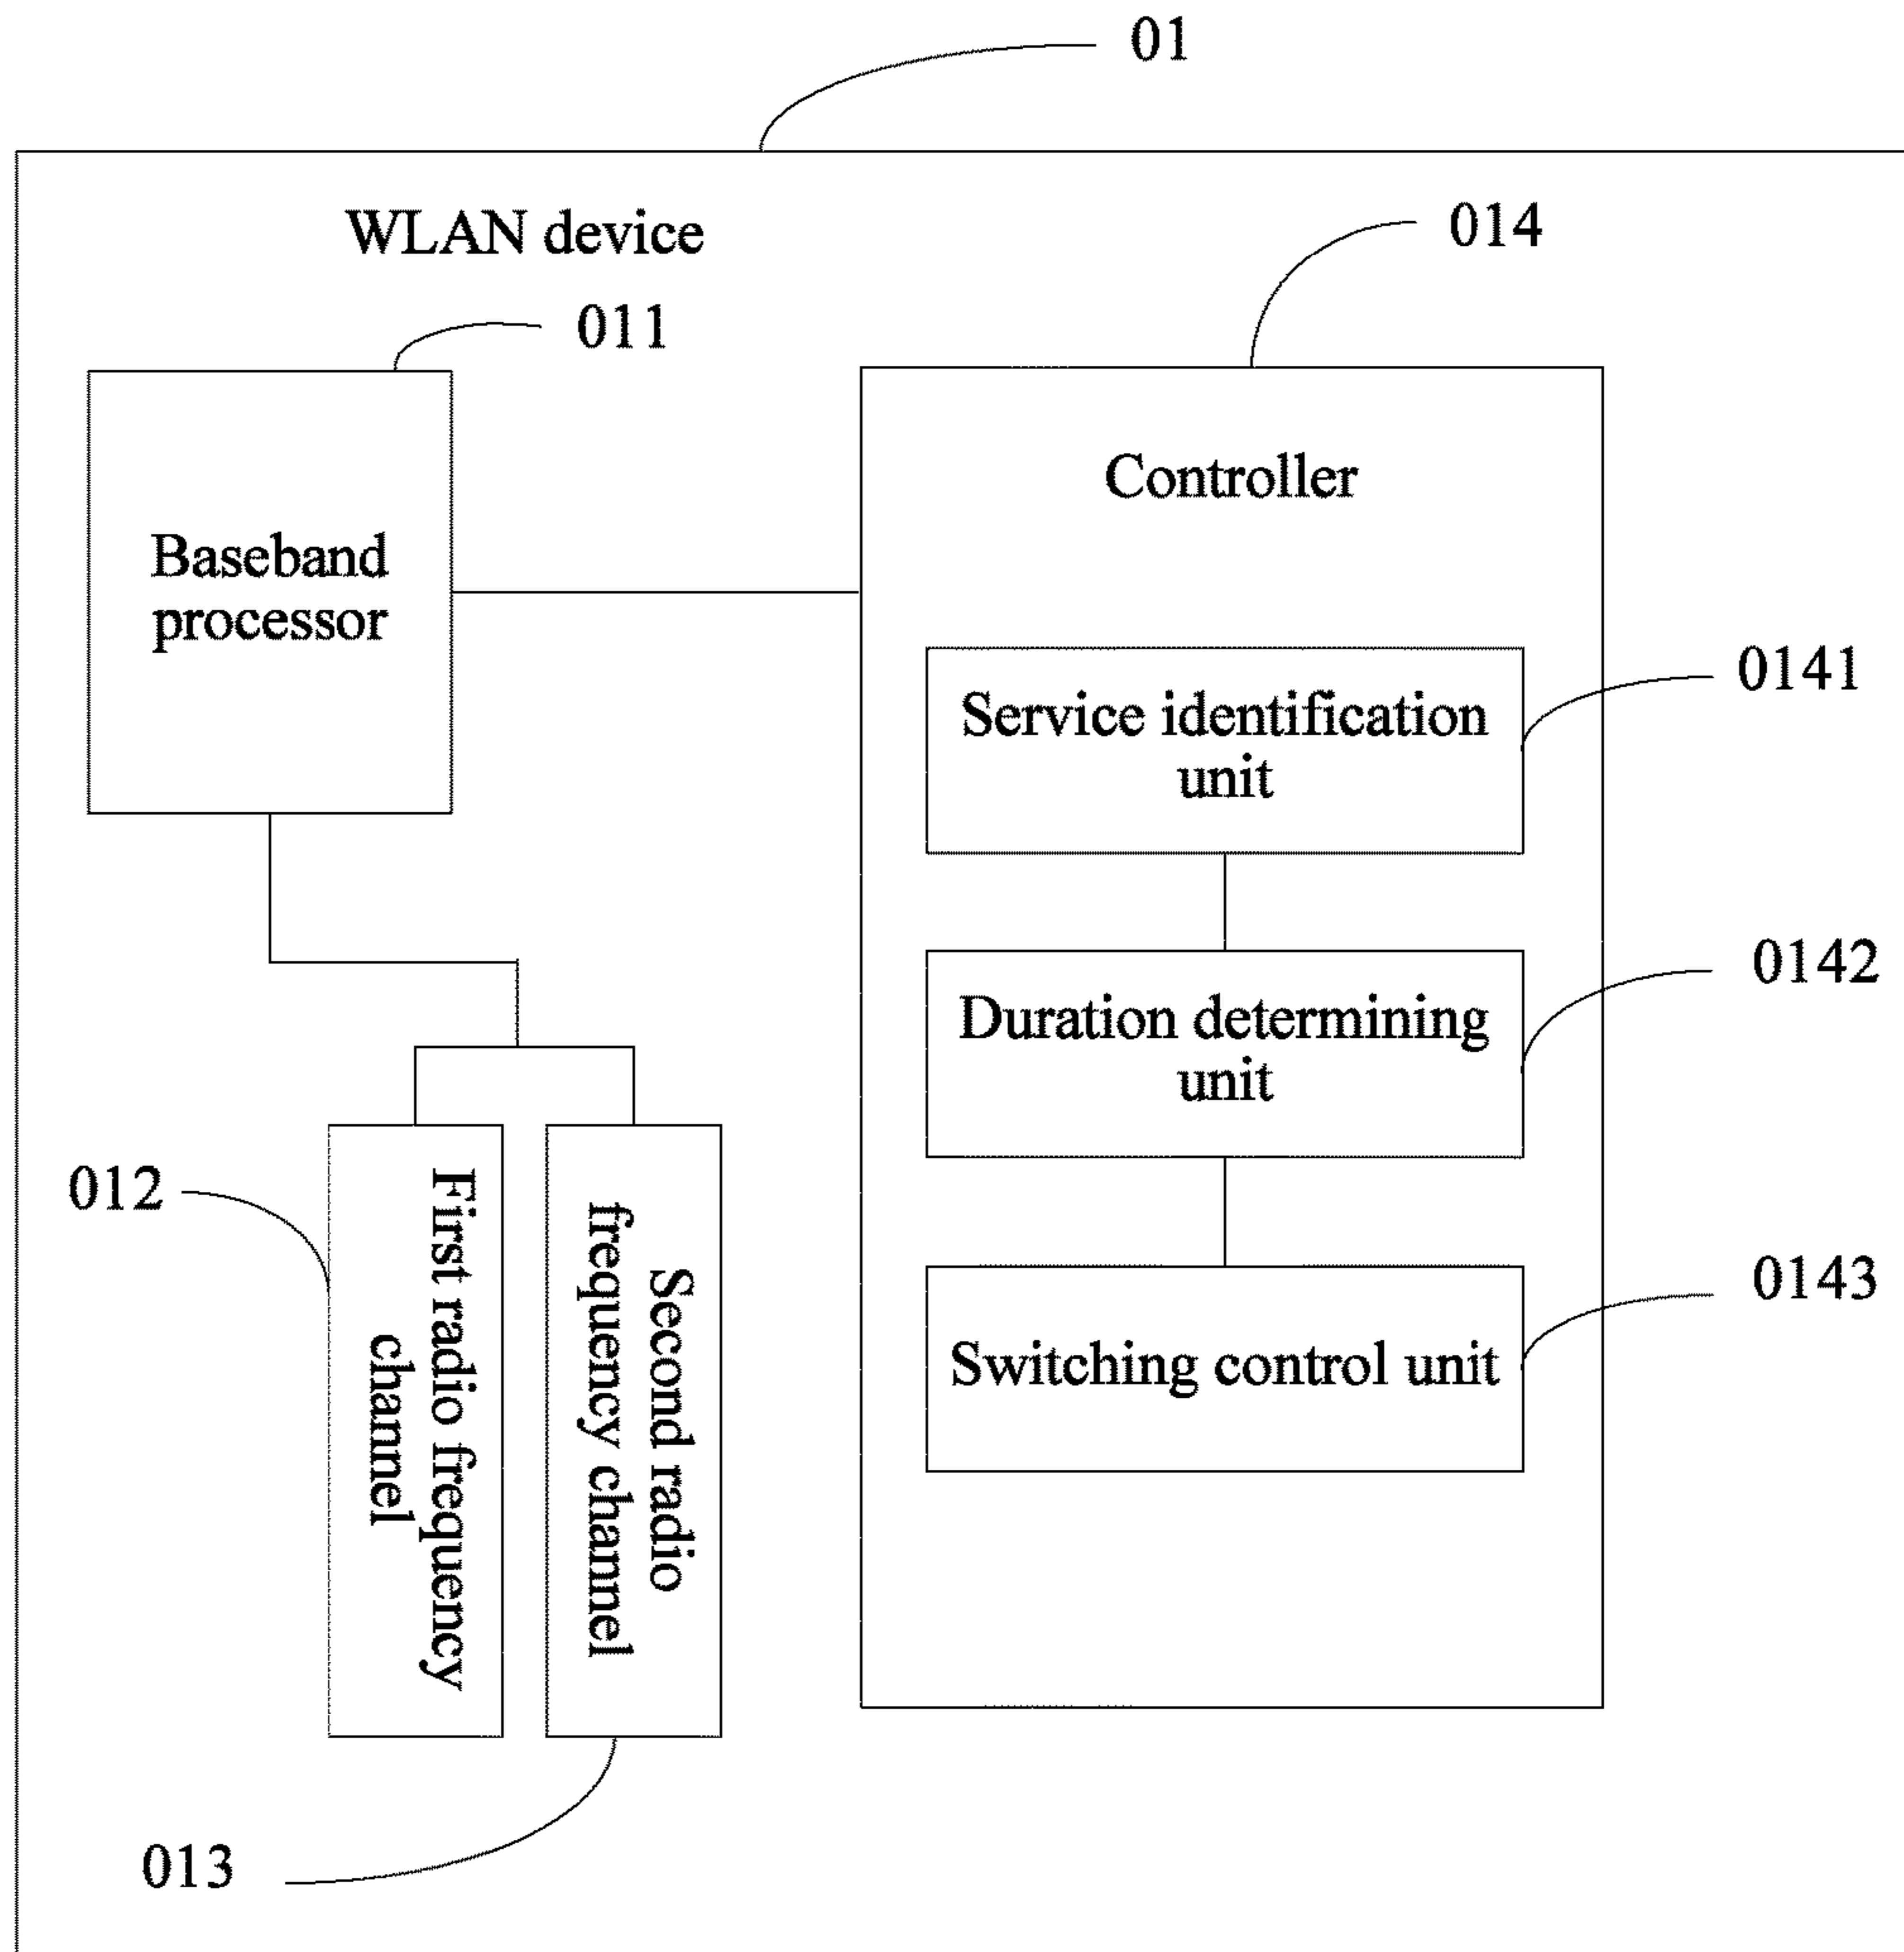 01
WLAN device
014
011
Controller
Baseband
processor
0141
Service identification
unit
0142
Duration determining
unit
012
First radio frequency
channel
Second radio
frequency channel
0143
Switching control unit
013